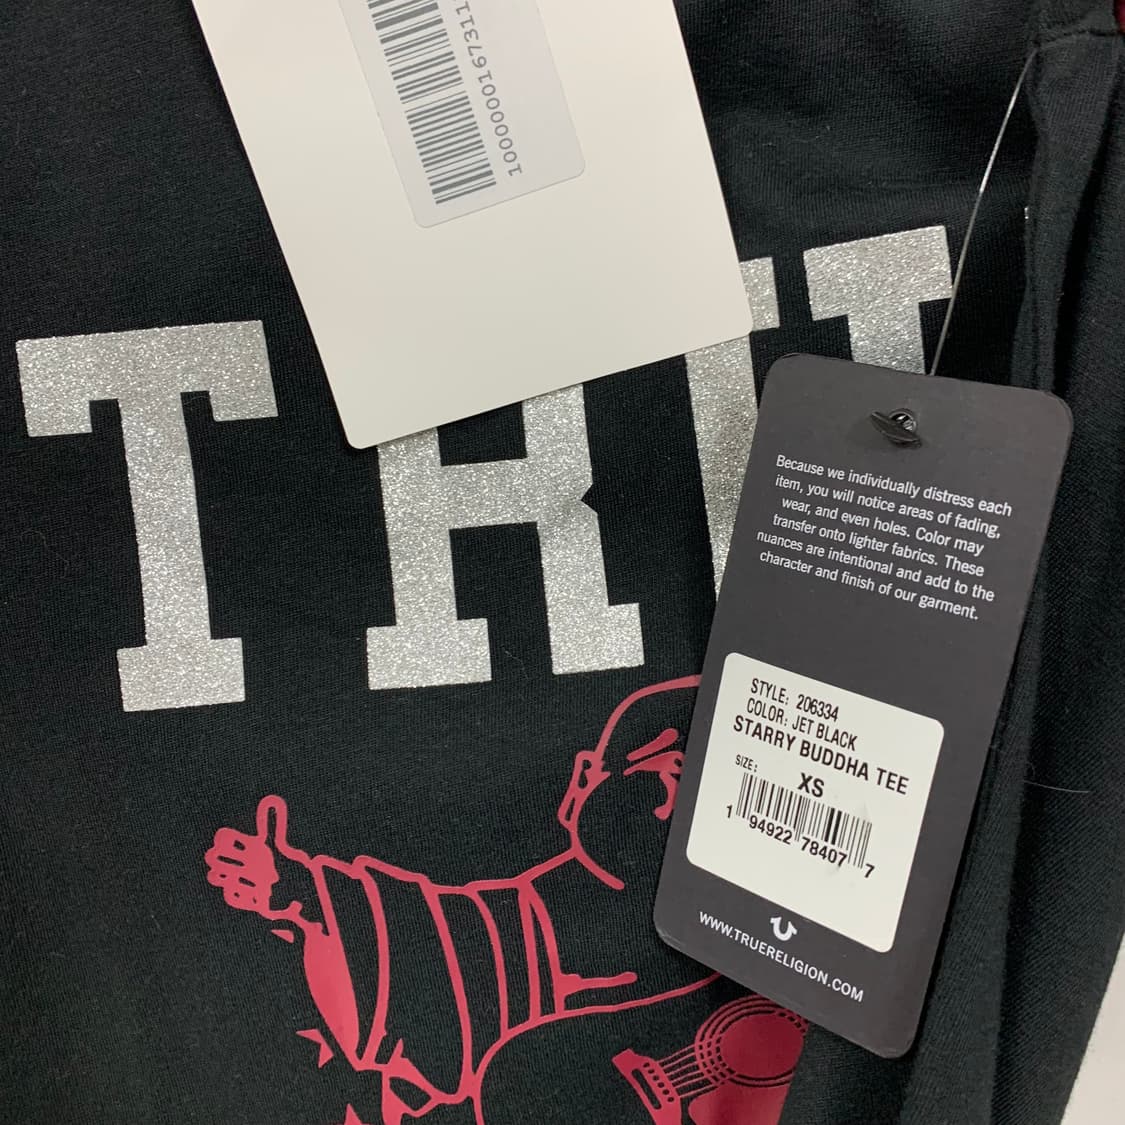 1000000167311
TRU
Because we individually distress each
item, you will notice areas of fading,
wear, and even holes. Color may
transfer onto lighter fabrics. These
nuances are intentional and add to the
character and finish of our garment.
STYLE: 206334
COLOR: JET BLACK
STARRY BUDDHA TEE
SIZE:
XS
1 94922 78407 7
WWW.TRUERELIGION.COM